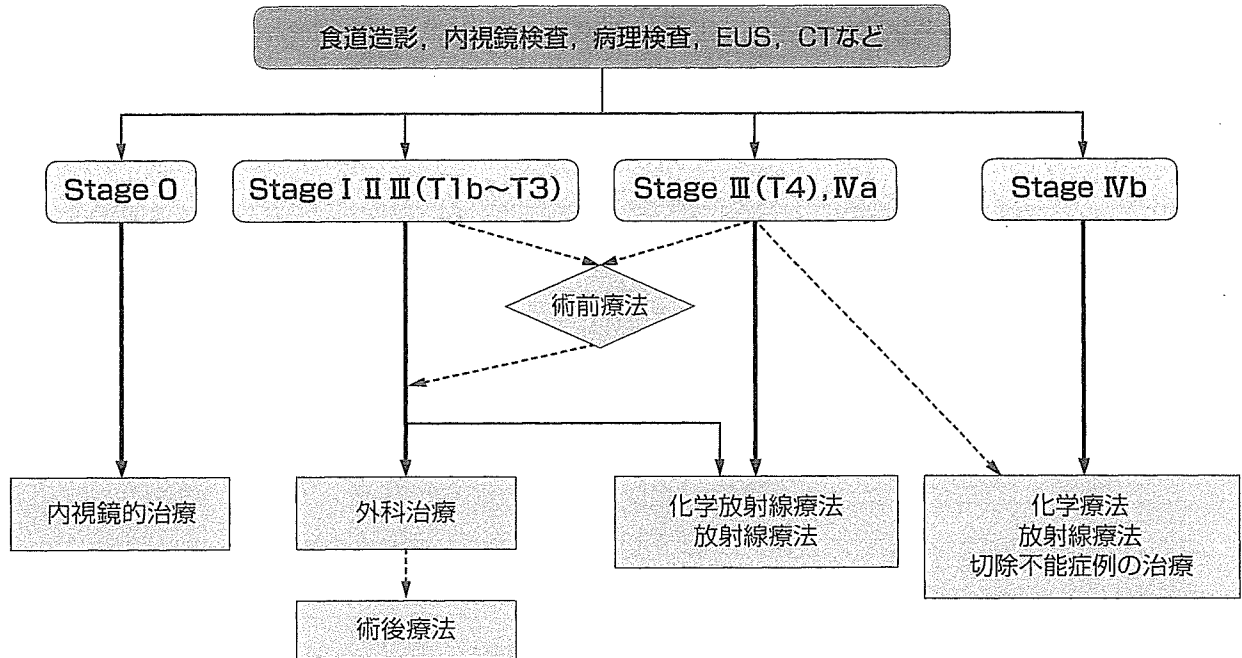 食道造影，内視鏡検査，病理検査，EUS，CTなど
Stage 0
Stage Ⅰ Ⅱ Ⅲ(T1b～T3)
Stage Ⅲ(T4),Ⅳa
Stage Ⅳb
術前療法
内視鏡的治療
外科治療
化学放射線療法
放射線療法
化学療法
放射線療法
切除不能症例の治療
術後療法